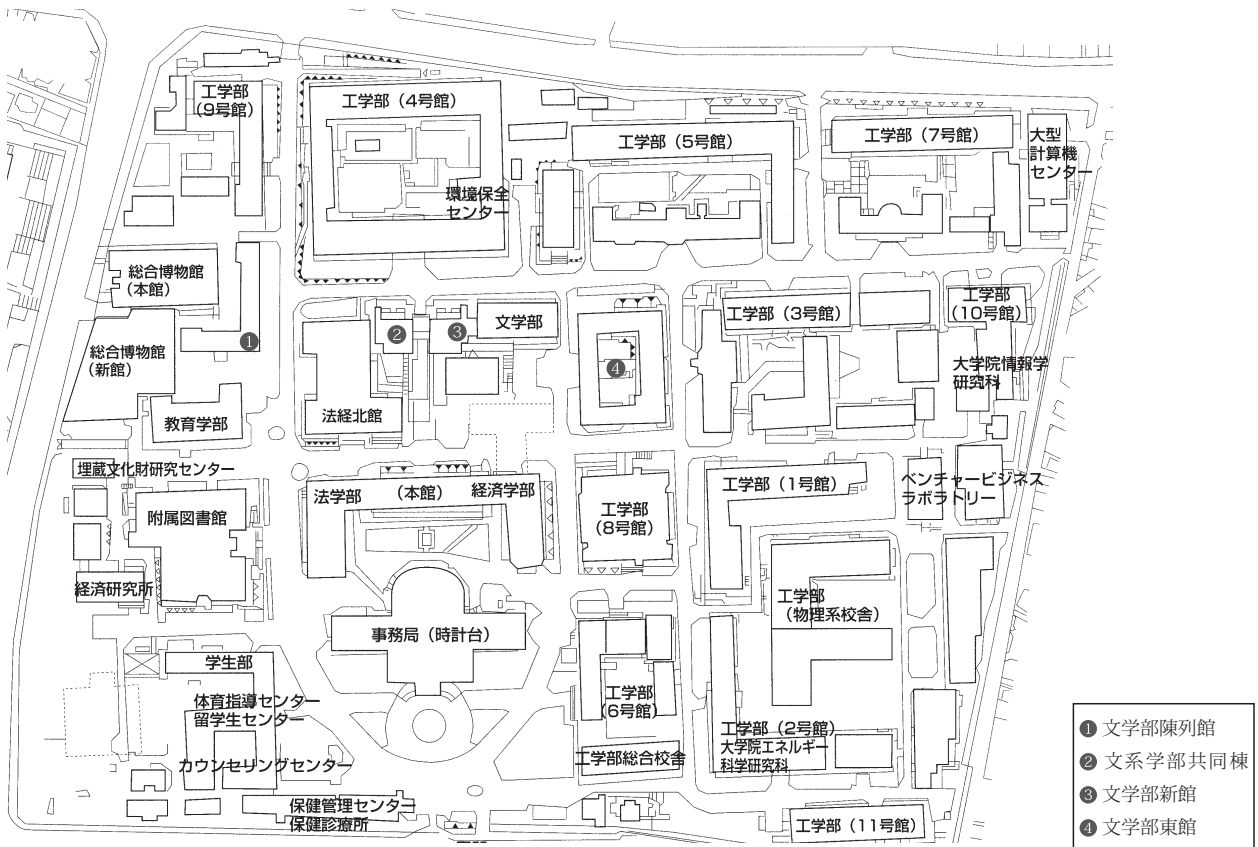 工学部
(9号館)
工学部(4号館)
工学部(5号館)
工学部(7号館)
大型
計算機
センター
環境保全
センター
総合博物館
(本館)
❶
総合博物館
(新館)
教育学部
❷
❸
文学部
法経北館
❹
工学部(3号館)
工学部
(10号館)
大学院情報学
研究科
埋蔵文化財研究センター
附属図書館
経済研究所
法学部
(本館)
経済学部
工学部
(8号館)
工学部(1号館)
ベンチャービジネス
ラボラトリー
工学部
(物理系校舎)
事務局(時計台)
学生部
体育指導センター
留学生センター
カウンセリングセンター
保健管理センター
保健診療所
工学部
(6号館)
工学部総合校舎
工学部(2号館)
大学院エネルギー
科学研究科
工学部(11号館)
❶ 文学部陳列館
❷ 文系学部共同棟
❸ 文学部新館
❹ 文学部東館